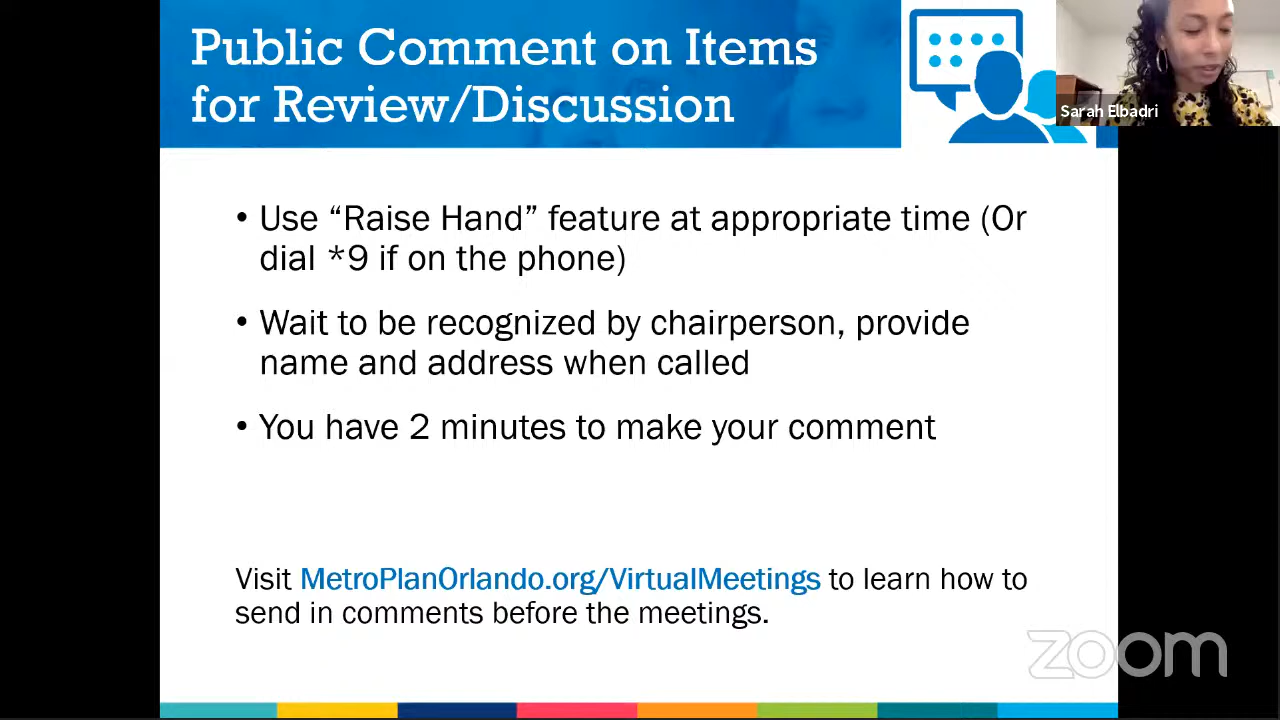 Public Comment on Items
for Review/Discussion
Sarah Elbadri
• Use “Raise Hand” feature at appropriate time (Or
dial *9 if on the phone)
• Wait to be recognized by chairperson, provide
name and address when called
• You have 2 minutes to make your comment
Visit MetroPlanOrlando.org/VirtualMeetings to learn how to
send in comments before the meetings.
zoom